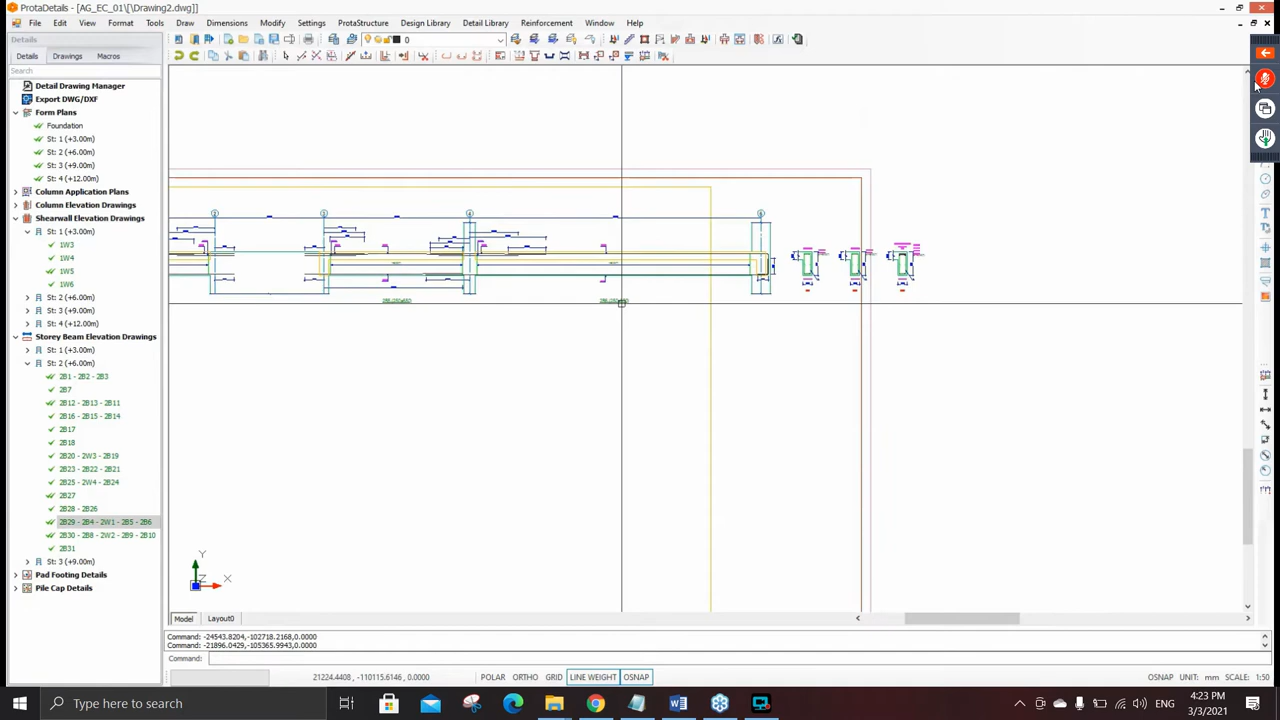 ProtaDetails - [AG_EC_01\[\Drawing2.dwg]]
File Edit View Format Tools Draw Dimensions Modify Settings ProtaStructure Design Library Detail Library Reinforcement Window Help
Details
Details Drawings Macros
Search
0
Detail Drawing Manager
Export DWG/DXF
Form Plans
Foundation
St: 1 (+3.00m)
St: 2 (+6.00m)
St: 3 (+9.00m)
St: 4 (+12.00m)
Column Application Plans
Column Elevation Drawings
Shearwall Elevation Drawings
St: 1 (+3.00m)
1W3
1W4
1W5
1W6
St: 2 (+6.00m)
St: 3 (+9.00m)
St: 4 (+12.00m)
Storey Beam Elevation Drawings
St: 1 (+3.00m)
St: 2 (+6.00m)
2B1 - 2B2 - 2B3
2B7
2B12 - 2B13 - 2B11
2B16 - 2B15 - 2B14
2B17
2B18
2B20 - 2W3 - 2B19
2B23 - 2B22 - 2B21
2B25 - 2W4 - 2B24
2B27
2B28 - 2B26
2B29 - 2B4 - 2W1 - 2B5 - 2B6
2B30 - 2B8 - 2W2 - 2B9 - 2B10
2B31
St: 3 (+9.00m)
Pad Footing Details
Pile Cap Details
Y
Z
X
Model Layout0
Command: -24543.8204,-102718.2168,0.0000
Command: -21896.0429,-105365.9943,0.0000
Command:
21224.4408, -110115.6146, 0.0000 POLAR ORTHO GRID LINE WEIGHT OSNAP OSNAP UNIT: mm SCALE: 1:50
Type here to search
ENG
4:23 PM
3/3/2021